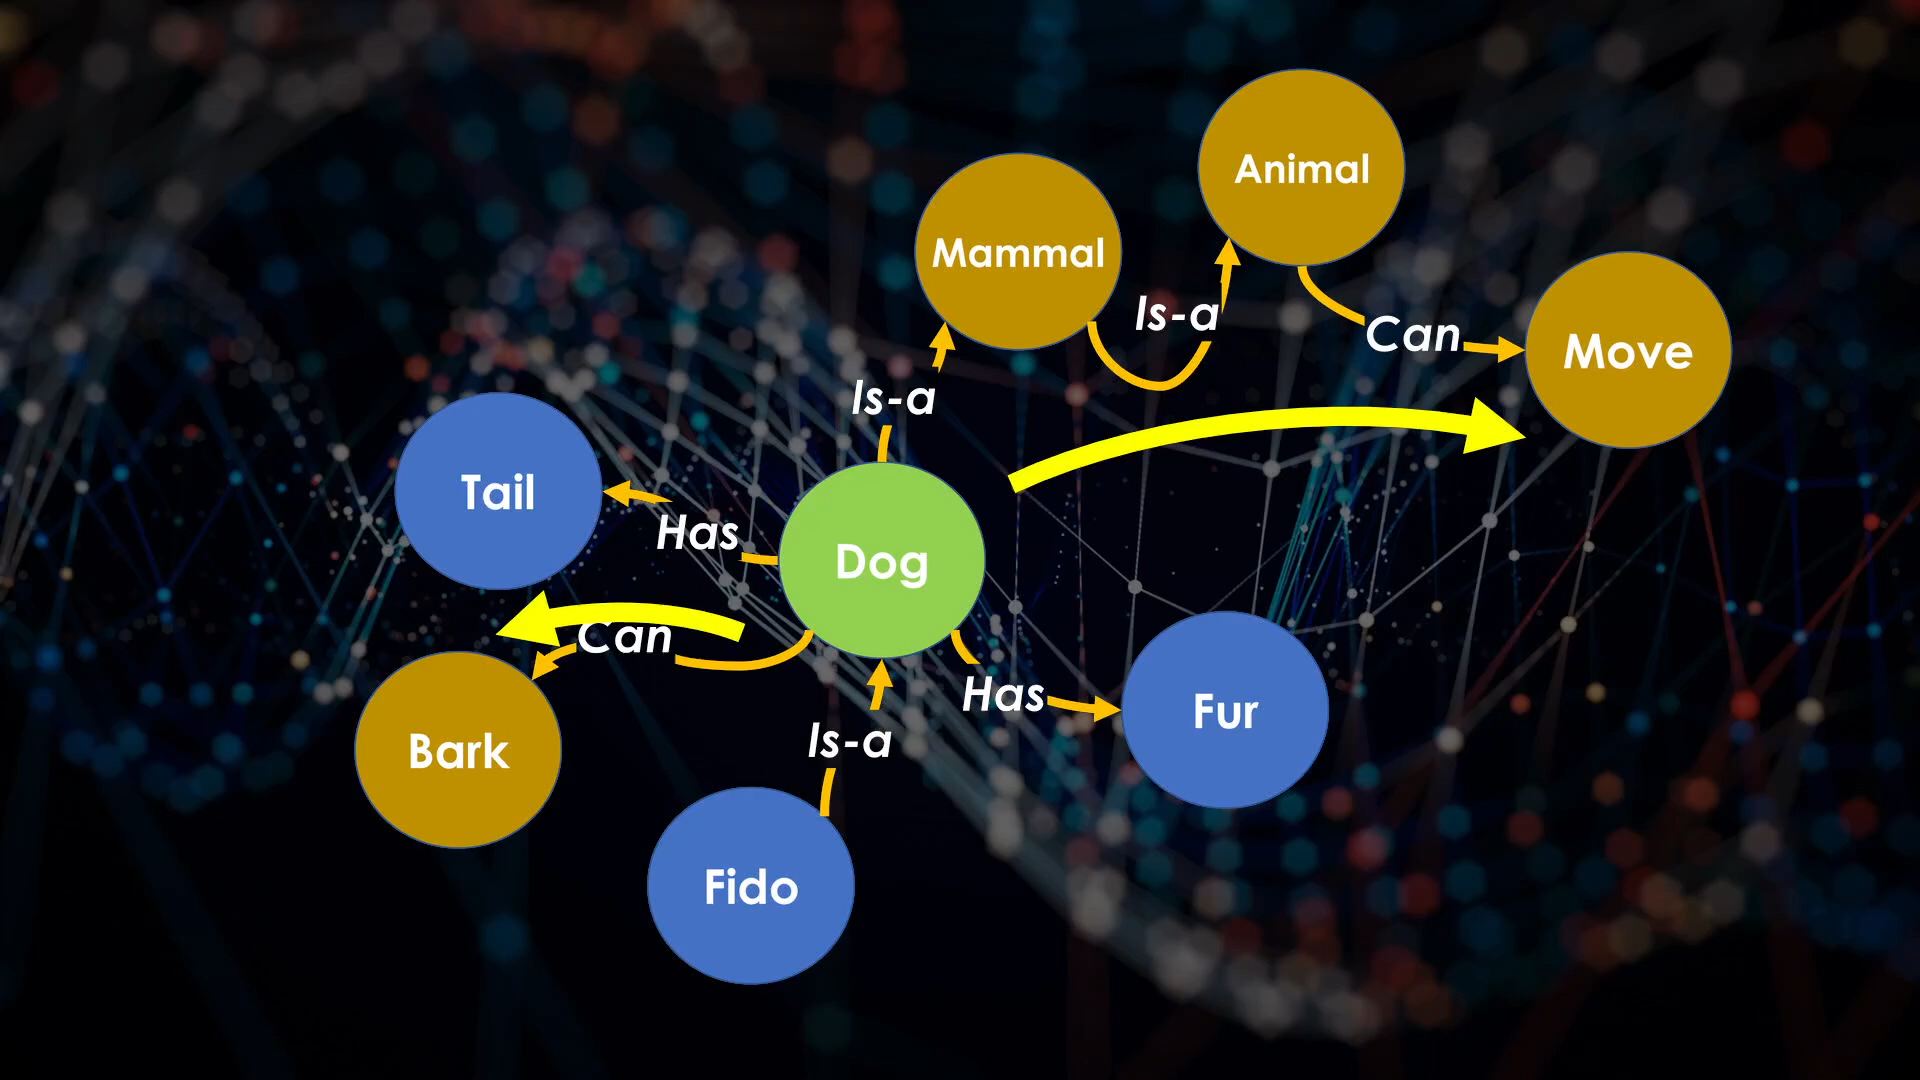 Animal
Mammal
Is-a
Can
Move
Is-a
Tail
Has
Dog
Can
Has
Fur
Bark
Is-a
Fido